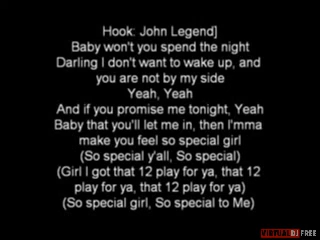 Hook: John Legend]
Baby won't you spend the night
Darling I don't want to wake up, and
you are not by my side
Yeah, Yeah
And if you promise me tonight, Yeah
Baby that you'll let me in, then I'mma
make you feel so special girl
(So special y'all, So special)
(Girl I got that 12 play for ya, that 12
play for ya, that 12 play for ya)
(So special girl, So special to Me)
VIRTUAL DJ FREE